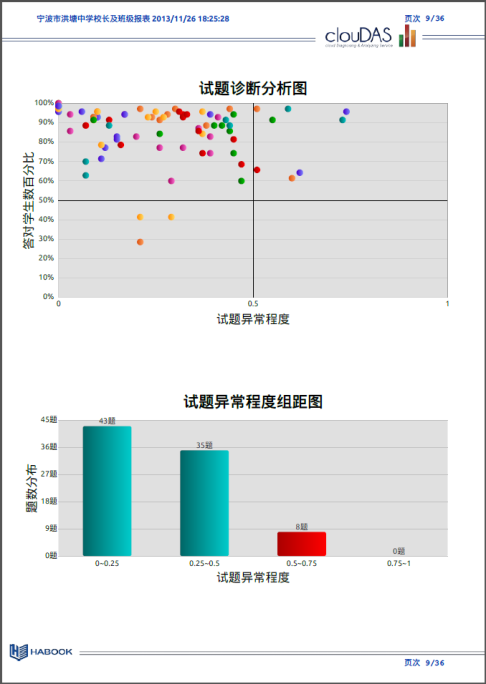 宁波市洪塘中学校长及班级报表 2013/11/26 18:25:28
页次 9/36
clouDAS
cloud Diagnosing & Analyzing Service
试题诊断分析图
答对学生数百分比
100%
90%
80%
70%
60%
50%
40%
30%
20%
10%
0%
0 0.5 1
试题异常程度
试题异常程度组距图
题数分布
45题
36题
27题
18题
9题
0题
43题
35题
8题
0题
0~0.25 0.25~0.5 0.5~0.75 0.75~1
试题异常程度
HABOOK
页次 9/36